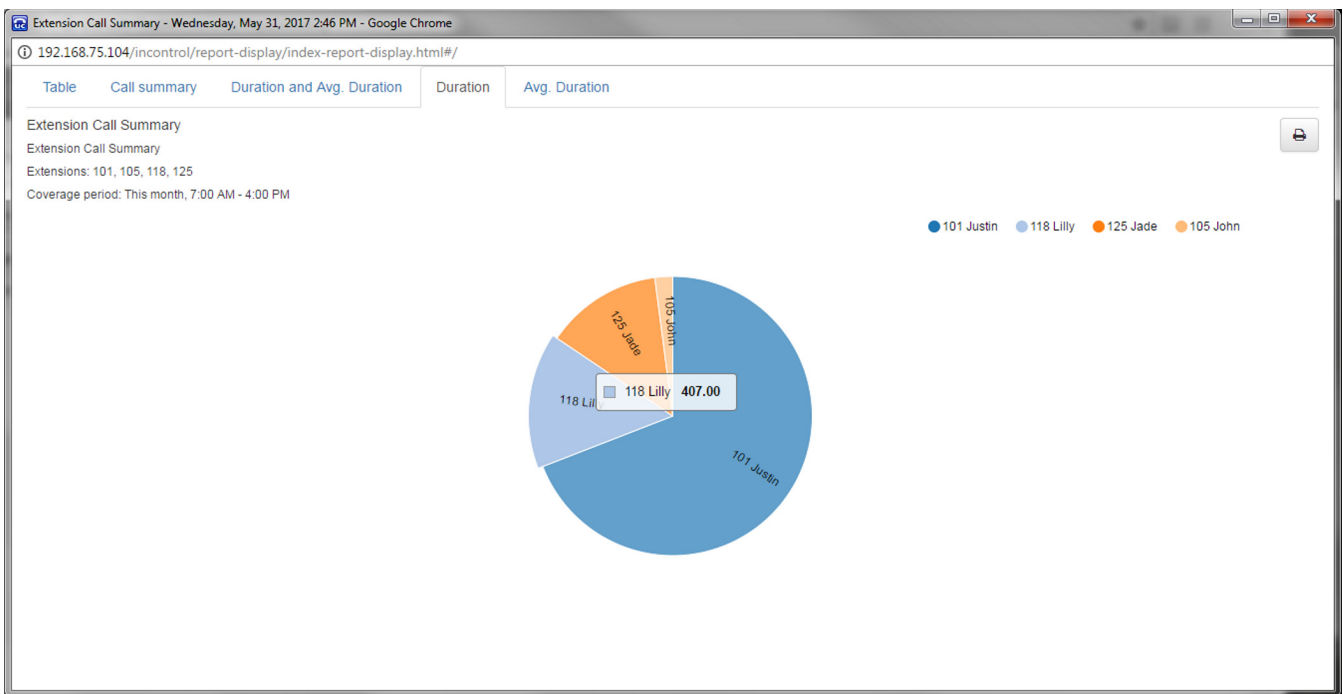 Extension Call Summary - Wednesday, May 31, 2017 2:46 PM - Google Chrome
192.168.75.104/incontrol/report-display/index-report-display.html#/
Table Call summary Duration and Avg. Duration Duration Avg. Duration
Extension Call Summary
Extension Call Summary
Extensions: 101, 105, 118, 125
Coverage period: This month, 7:00 AM - 4:00 PM
101 Justin 118 Lilly 125 Jade 105 John
105 John
125 Jade
118 Lilly 407.00
118 Lil
101 Justin